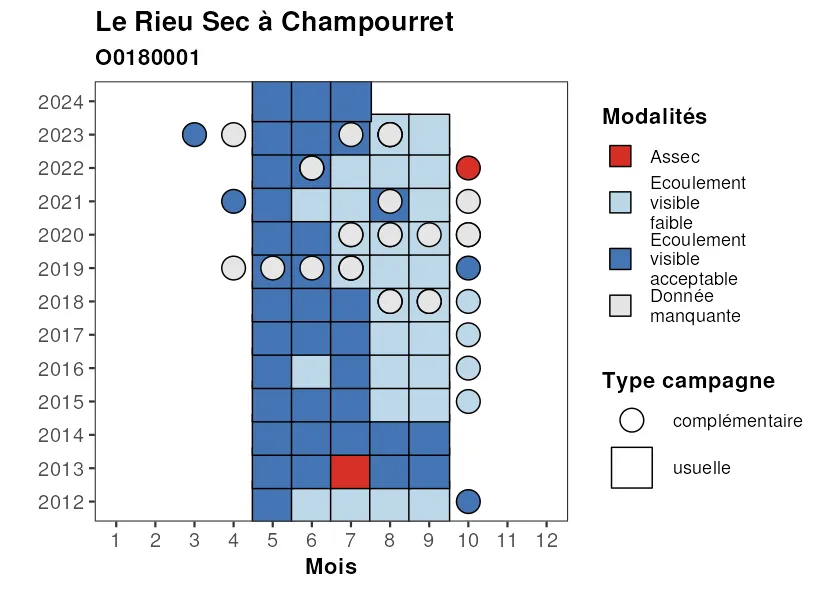 Le Rieu Sec à Champourret
O0180001
2024
2023
2022
2021
2020
2019
2018
2017
2016
2015
2014
2013
2012
1 2 3 4 5 6 7 8 9 10 11 12
Mois
Modalités
Assec
Ecoulement
visible
faible
Ecoulement
visible
acceptable
Donnée
manquante
Type campagne
complémentaire
usuelle